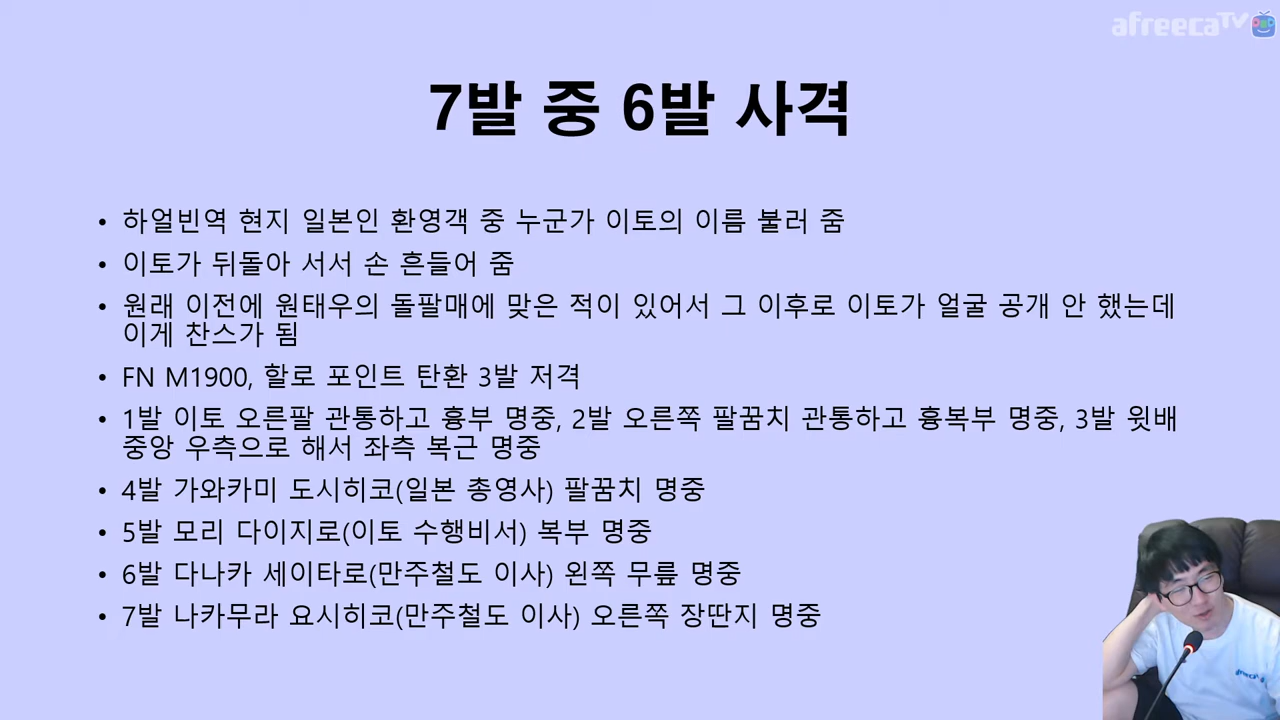 afreecaTV
7발 중 6발 사격
• 하얼빈역 현지 일본인 환영객 중 누군가 이토의 이름 불러 줌
• 이토가 뒤돌아 서서 손 흔들어 줌
• 원래 이전에 원태우의 돌팔매에 맞은 적이 있어서 그 이후로 이토가 얼굴 공개 안 했는데
이게 찬스가 됨
• FN M1900, 할로 포인트 탄환 3발 저격
• 1발 이토 오른팔 관통하고 흉부 명중, 2발 오른쪽 팔꿈치 관통하고 흉복부 명중, 3발 윗배
중앙 우측으로 해서 좌측 복근 명중
• 4발 가와카미 도시히코(일본 총영사) 팔꿈치 명중
• 5발 모리 다이지로(이토 수행비서) 복부 명중
• 6발 다나카 세이타로(만주철도 이사) 왼쪽 무릎 명중
• 7발 나카무라 요시히코(만주철도 이사) 오른쪽 장딴지 명중
afreecaTV